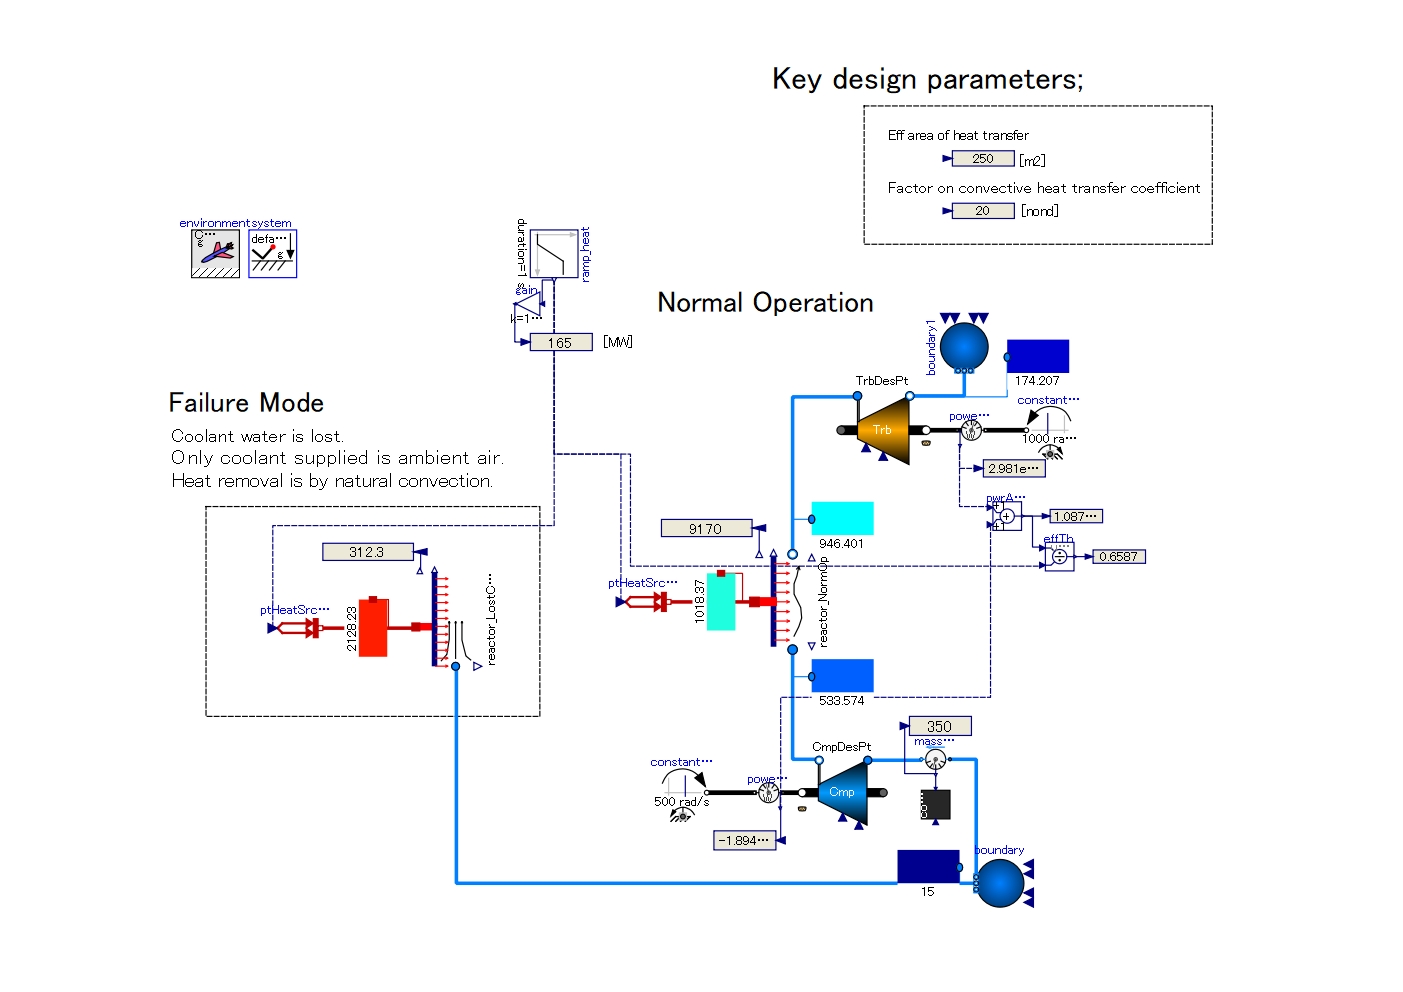 Key design parameters;
Eff area of heat transfer
250 [m2]
Factor on convective heat transfer coefficient
20 [nond]
environment system
C…
g
defa…
g
duration=1 s
ramp_heat
gain
k=1…
165 [MW]
Normal Operation
boundary1
174.207
TrbDesPt
Trb
powe…
constant…
1000 ra…
2.981e…
pwrA…
+1
+
+1
1.087…
effTh
÷
0.6587
Failure Mode
Coolant water is lost.
Only coolant supplied is ambient air.
Heat removal is by natural convection.
312.3
ptHeatSrc…
2128.23
reactor_LostC…
9170
946.401
ptHeatSrc…
1018.37
reactor_NormOp
533.574
350
mass…
CmpDesPt
Cmp
constant…
500 rad/s
powe…
-1.894…
boundary
15